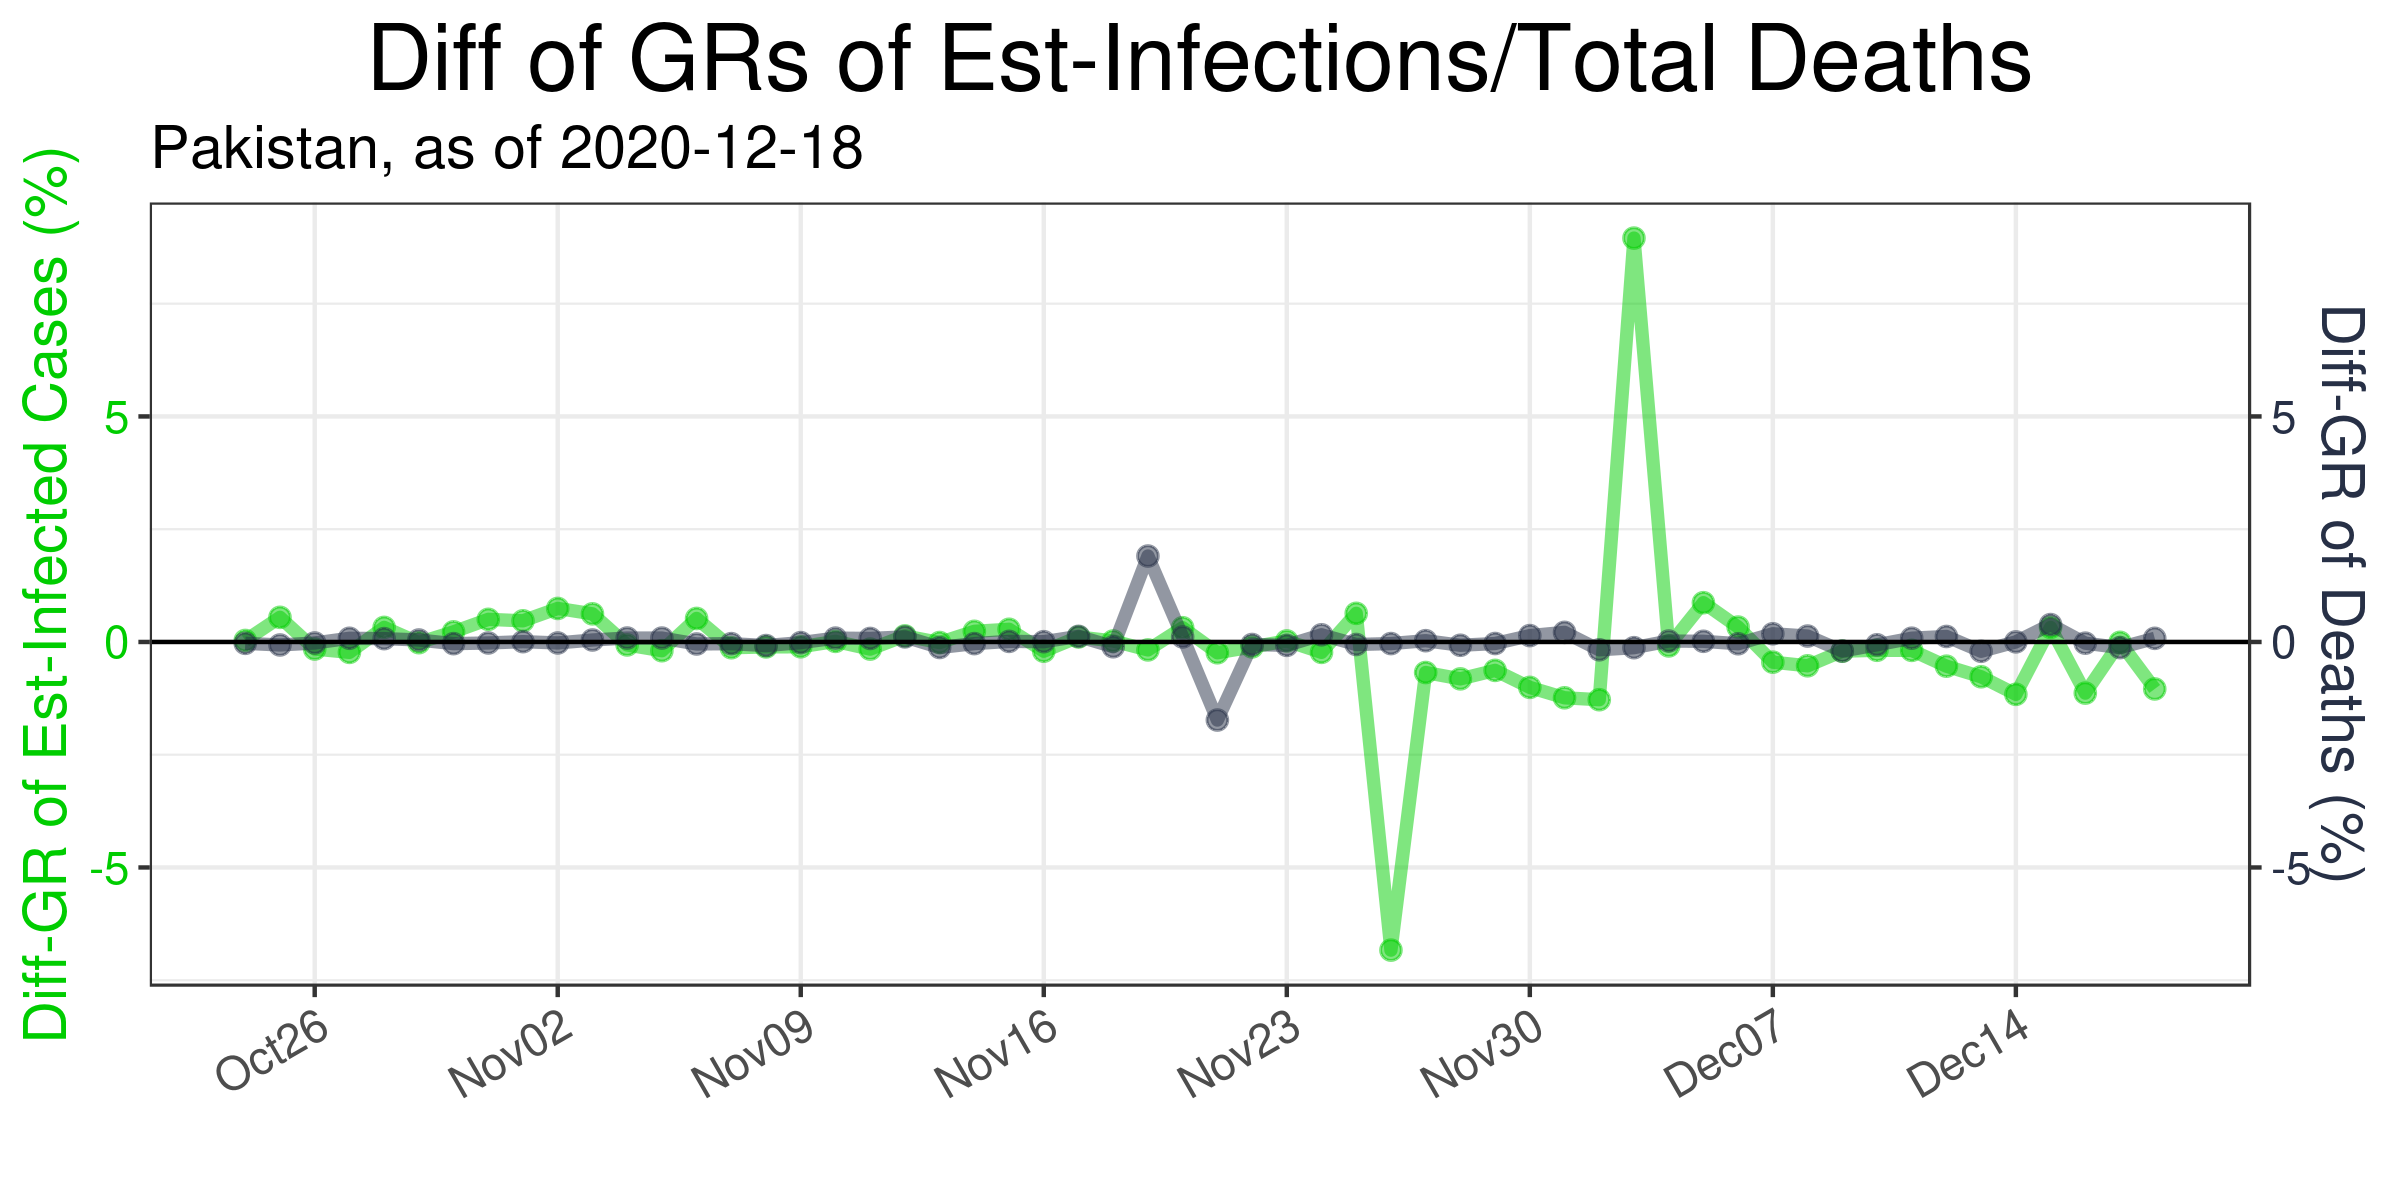 Diff of GRs of Est-Infections/Total Deaths
Pakistan, as of 2020-12-18
Diff-GR of Est-Infected Cases (%)
5
0
-5
5
0
-5
Diff-GR of Deaths (%)
Oct26
Nov02
Nov09
Nov16
Nov23
Nov30
Dec07
Dec14